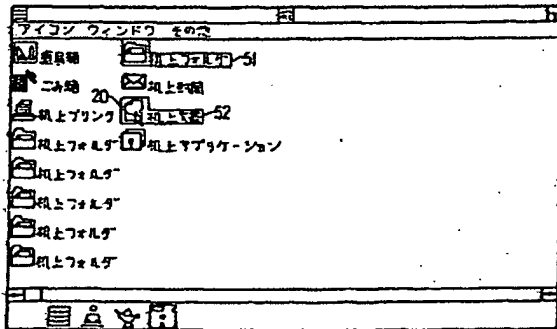 アイコン ウィンドウ その他
道具箱 机上フォルダ 51
ごみ箱 机上封筒
20 机上プリンタ 机上文書 52
机上フォルダ 机上アプリケーション
机上フォルダ
机上フォルダ
机上フォルダ
机上フォルダ